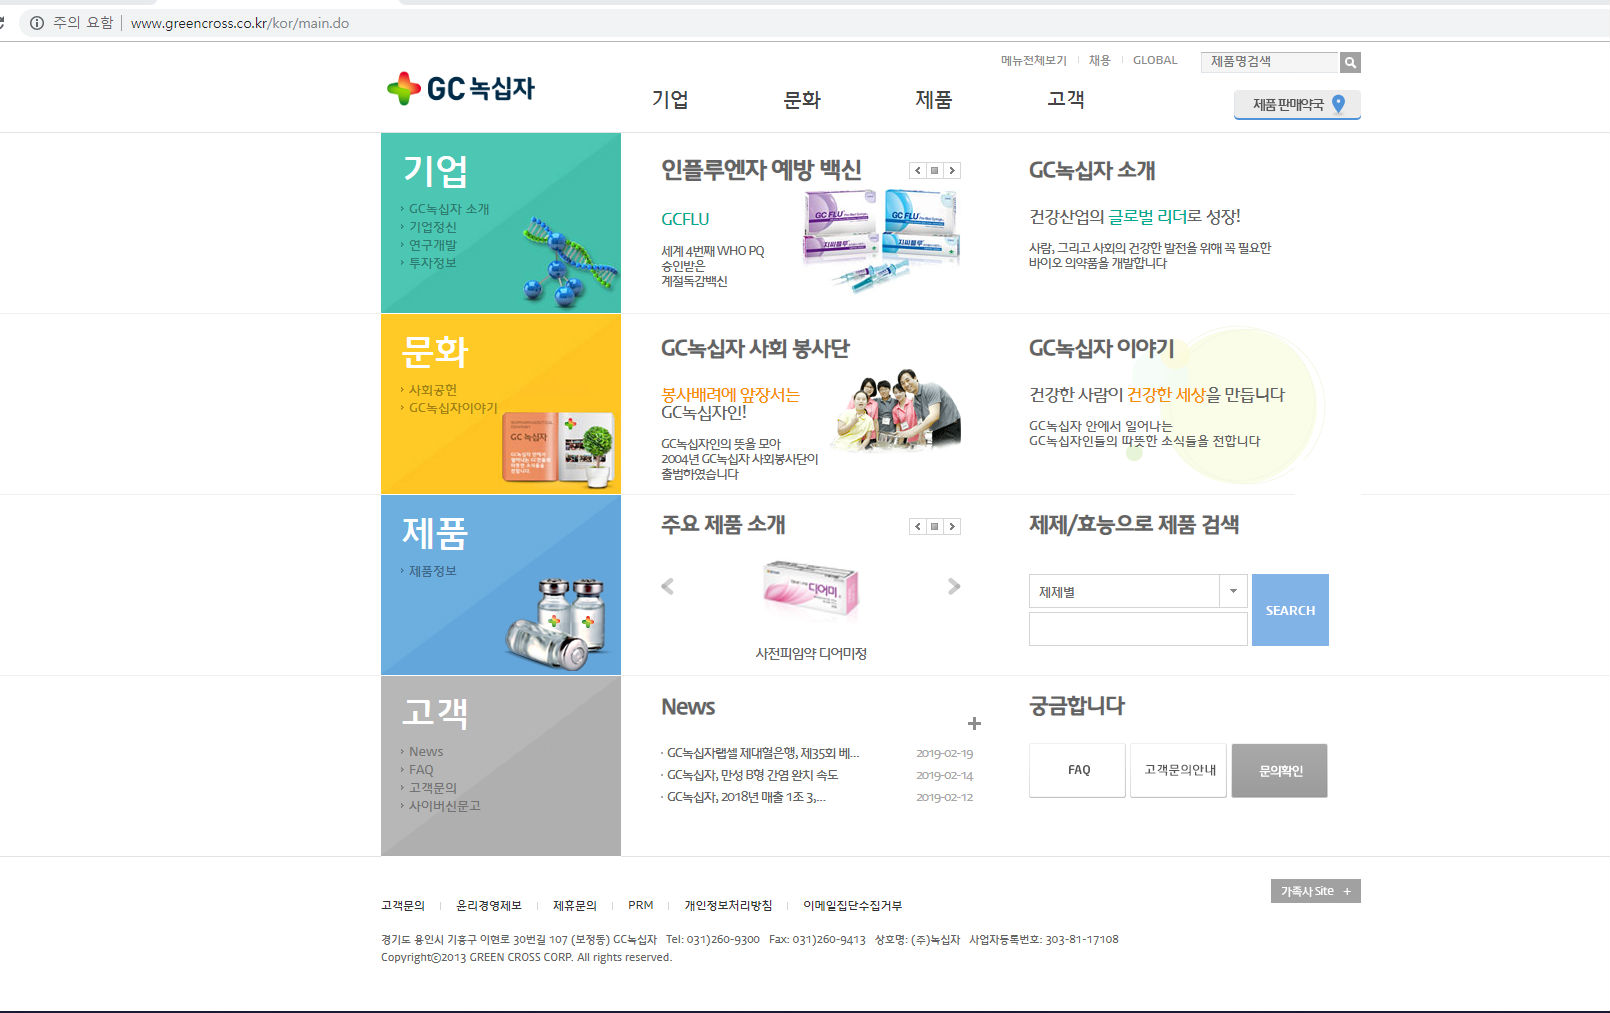 주의 요함 | www.greencross.co.kr/kor/main.do
메뉴전체보기 채용 GLOBAL 제품명검색
GC 녹십자
기업 문화 제품 고객
제품 판매약국
기업
GC녹십자 소개
기업정신
연구개발
투자정보
인플루엔자 예방 백신
GCFLU
세계 4번째 WHO PQ
승인받은
계절독감백신
GC FLU
GC FLU
지씨플루
지씨플루
GC녹십자 소개
건강산업의 글로벌 리더로 성장!
사람, 그리고 사회의 건강한 발전을 위해 꼭 필요한
바이오 의약품을 개발합니다
문화
사회공헌
GC녹십자이야기
GC 녹십자
GC녹십자 사회 봉사단
봉사배려에 앞장서는
GC녹십자인!
GC녹십자인의 뜻을 모아
2004년 GC녹십자 사회봉사단이
출범하였습니다
GC녹십자 이야기
건강한 사람이 건강한 세상을 만듭니다
GC녹십자 안에서 일어나는
GC녹십자인들의 따뜻한 소식들을 전합니다
제품
제품정보
주요 제품 소개
디어미
사전피임약 디어미정
제제/효능으로 제품 검색
제제별
SEARCH
고객
News
FAQ
고객문의
사이버신문고
News
· GC녹십자랩셀 제대혈은행, 제35회 베... 2019-02-19
· GC녹십자, 만성 B형 간염 완치 속도 2019-02-14
· GC녹십자, 2018년 매출 1조 3,... 2019-02-12
궁금합니다
FAQ 고객문의안내 문의확인
가족사 Site +
고객문의 윤리경영제보 제휴문의 PRM 개인정보처리방침 이메일집단수집거부
경기도 용인시 기흥구 이현로 30번길 107 (보정동) GC녹십자 Tel: 031)260-9300 Fax: 031)260-9413 상호명: (주)녹십자 사업자등록번호: 303-81-17108
Copyright©2013 GREEN CROSS CORP. All rights reserved.